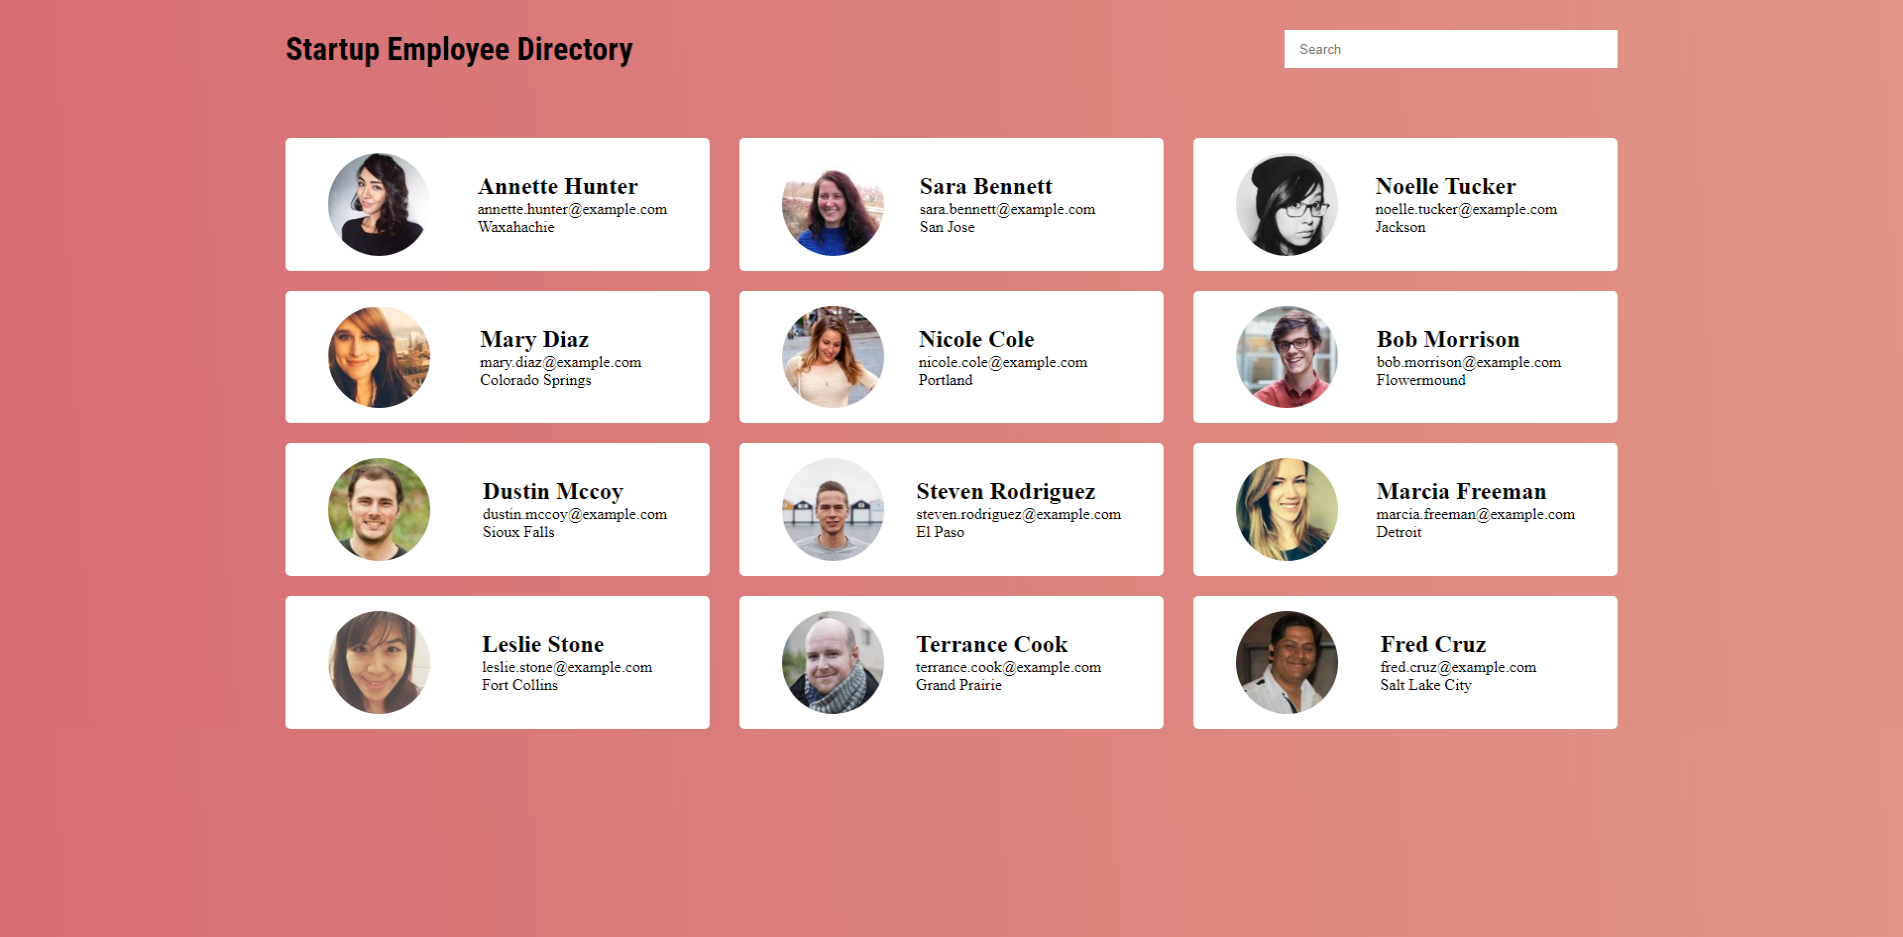 Startup Employee Directory
Search
Annette Hunter
annette.hunter@example.com
Waxahachie
Sara Bennett
sara.bennett@example.com
San Jose
Noelle Tucker
noelle.tucker@example.com
Jackson
Mary Diaz
mary.diaz@example.com
Colorado Springs
Nicole Cole
nicole.cole@example.com
Portland
Bob Morrison
bob.morrison@example.com
Flowermound
Dustin Mccoy
dustin.mccoy@example.com
Sioux Falls
Steven Rodriguez
steven.rodriguez@example.com
El Paso
Marcia Freeman
marcia.freeman@example.com
Detroit
Leslie Stone
leslie.stone@example.com
Fort Collins
Terrance Cook
terrance.cook@example.com
Grand Prairie
Fred Cruz
fred.cruz@example.com
Salt Lake City